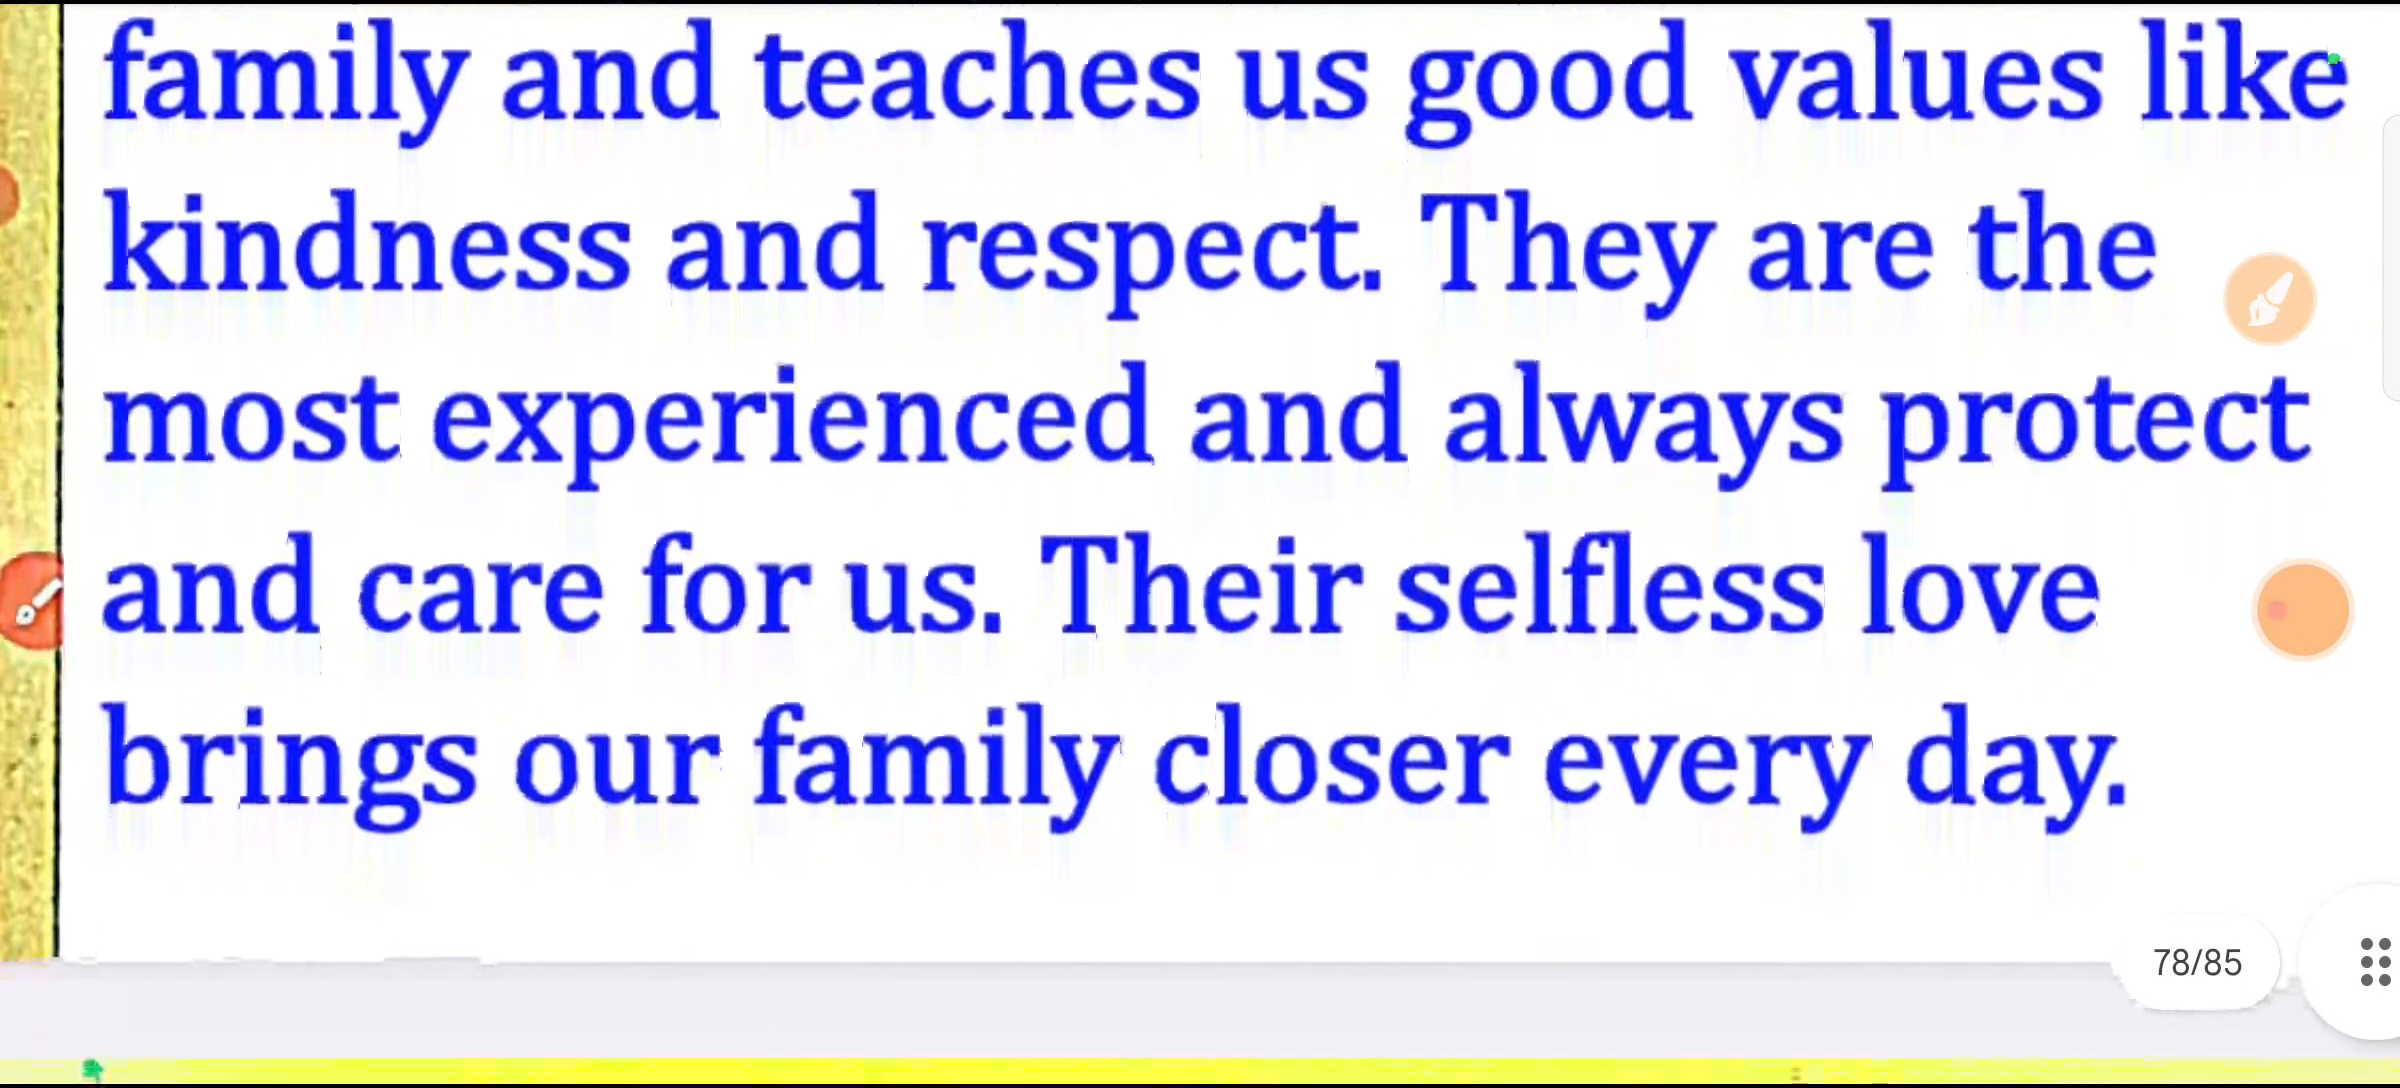 family and teaches us good values like
kindness and respect. They are the
most experienced and always protect
and care for us. Their selfless love
brings our family closer every day.
78/85